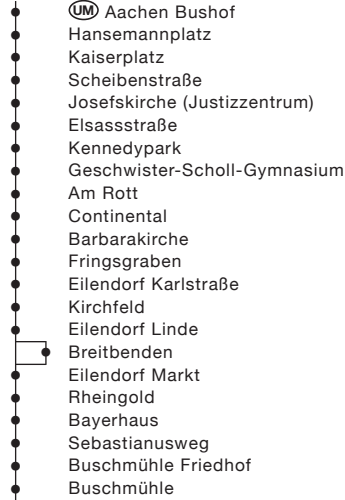 UM Aachen Bushof
Hansemannplatz
Kaiserplatz
Scheibenstraße
Josefskirche (Justizzentrum)
Elsassstraße
Kennedypark
Geschwister-Scholl-Gymnasium
Am Rott
Continental
Barbarakirche
Fringsgraben
Eilendorf Karlstraße
Kirchfeld
Eilendorf Linde
Breitbenden
Eilendorf Markt
Rheingold
Bayerhaus
Sebastianusweg
Buschmühle Friedhof
Buschmühle